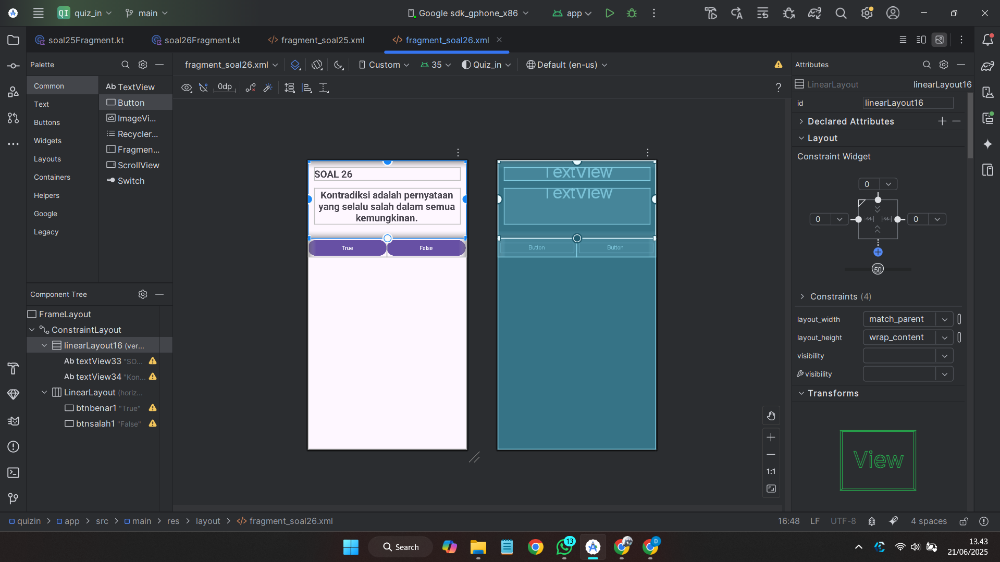 QI quiz_in main Google sdk_gphone_x86 app
soal25Fragment.kt soal26Fragment.kt fragment_soal25.xml fragment_soal26.xml
Palette
Common
Text
Buttons
Widgets
Layouts
Containers
Helpers
Google
Legacy
Ab TextView
Button
ImageVi...
Recycler...
Fragmen...
ScrollView
Switch
fragment_soal26.xml Custom 35 Quiz_in Default (en-us)
0dp
?
SOAL 26
Kontradiksi adalah pernyataan
yang selalu salah dalam semua
kemungkinan.
True False
TextView
TextView
Button Button
1:1
Component Tree
FrameLayout
ConstraintLayout
linearLayout16 (ver...
Ab textView33 "SO...
Ab textView34 "Kon...
LinearLayout (horiz...
btnbenar1 "True"
btnsalah1 "False"
Attributes
LinearLayout linearLayout16
id linearLayout16
Declared Attributes
Layout
Constraint Widget
0
0 0
50
Constraints (4)
layout_width match_parent
layout_height wrap_content
visibility
visibility
Transforms
View
quizin app src main res layout fragment_soal26.xml
16:48 LF UTF-8 4 spaces
Search
13
D
13.43
21/06/2025